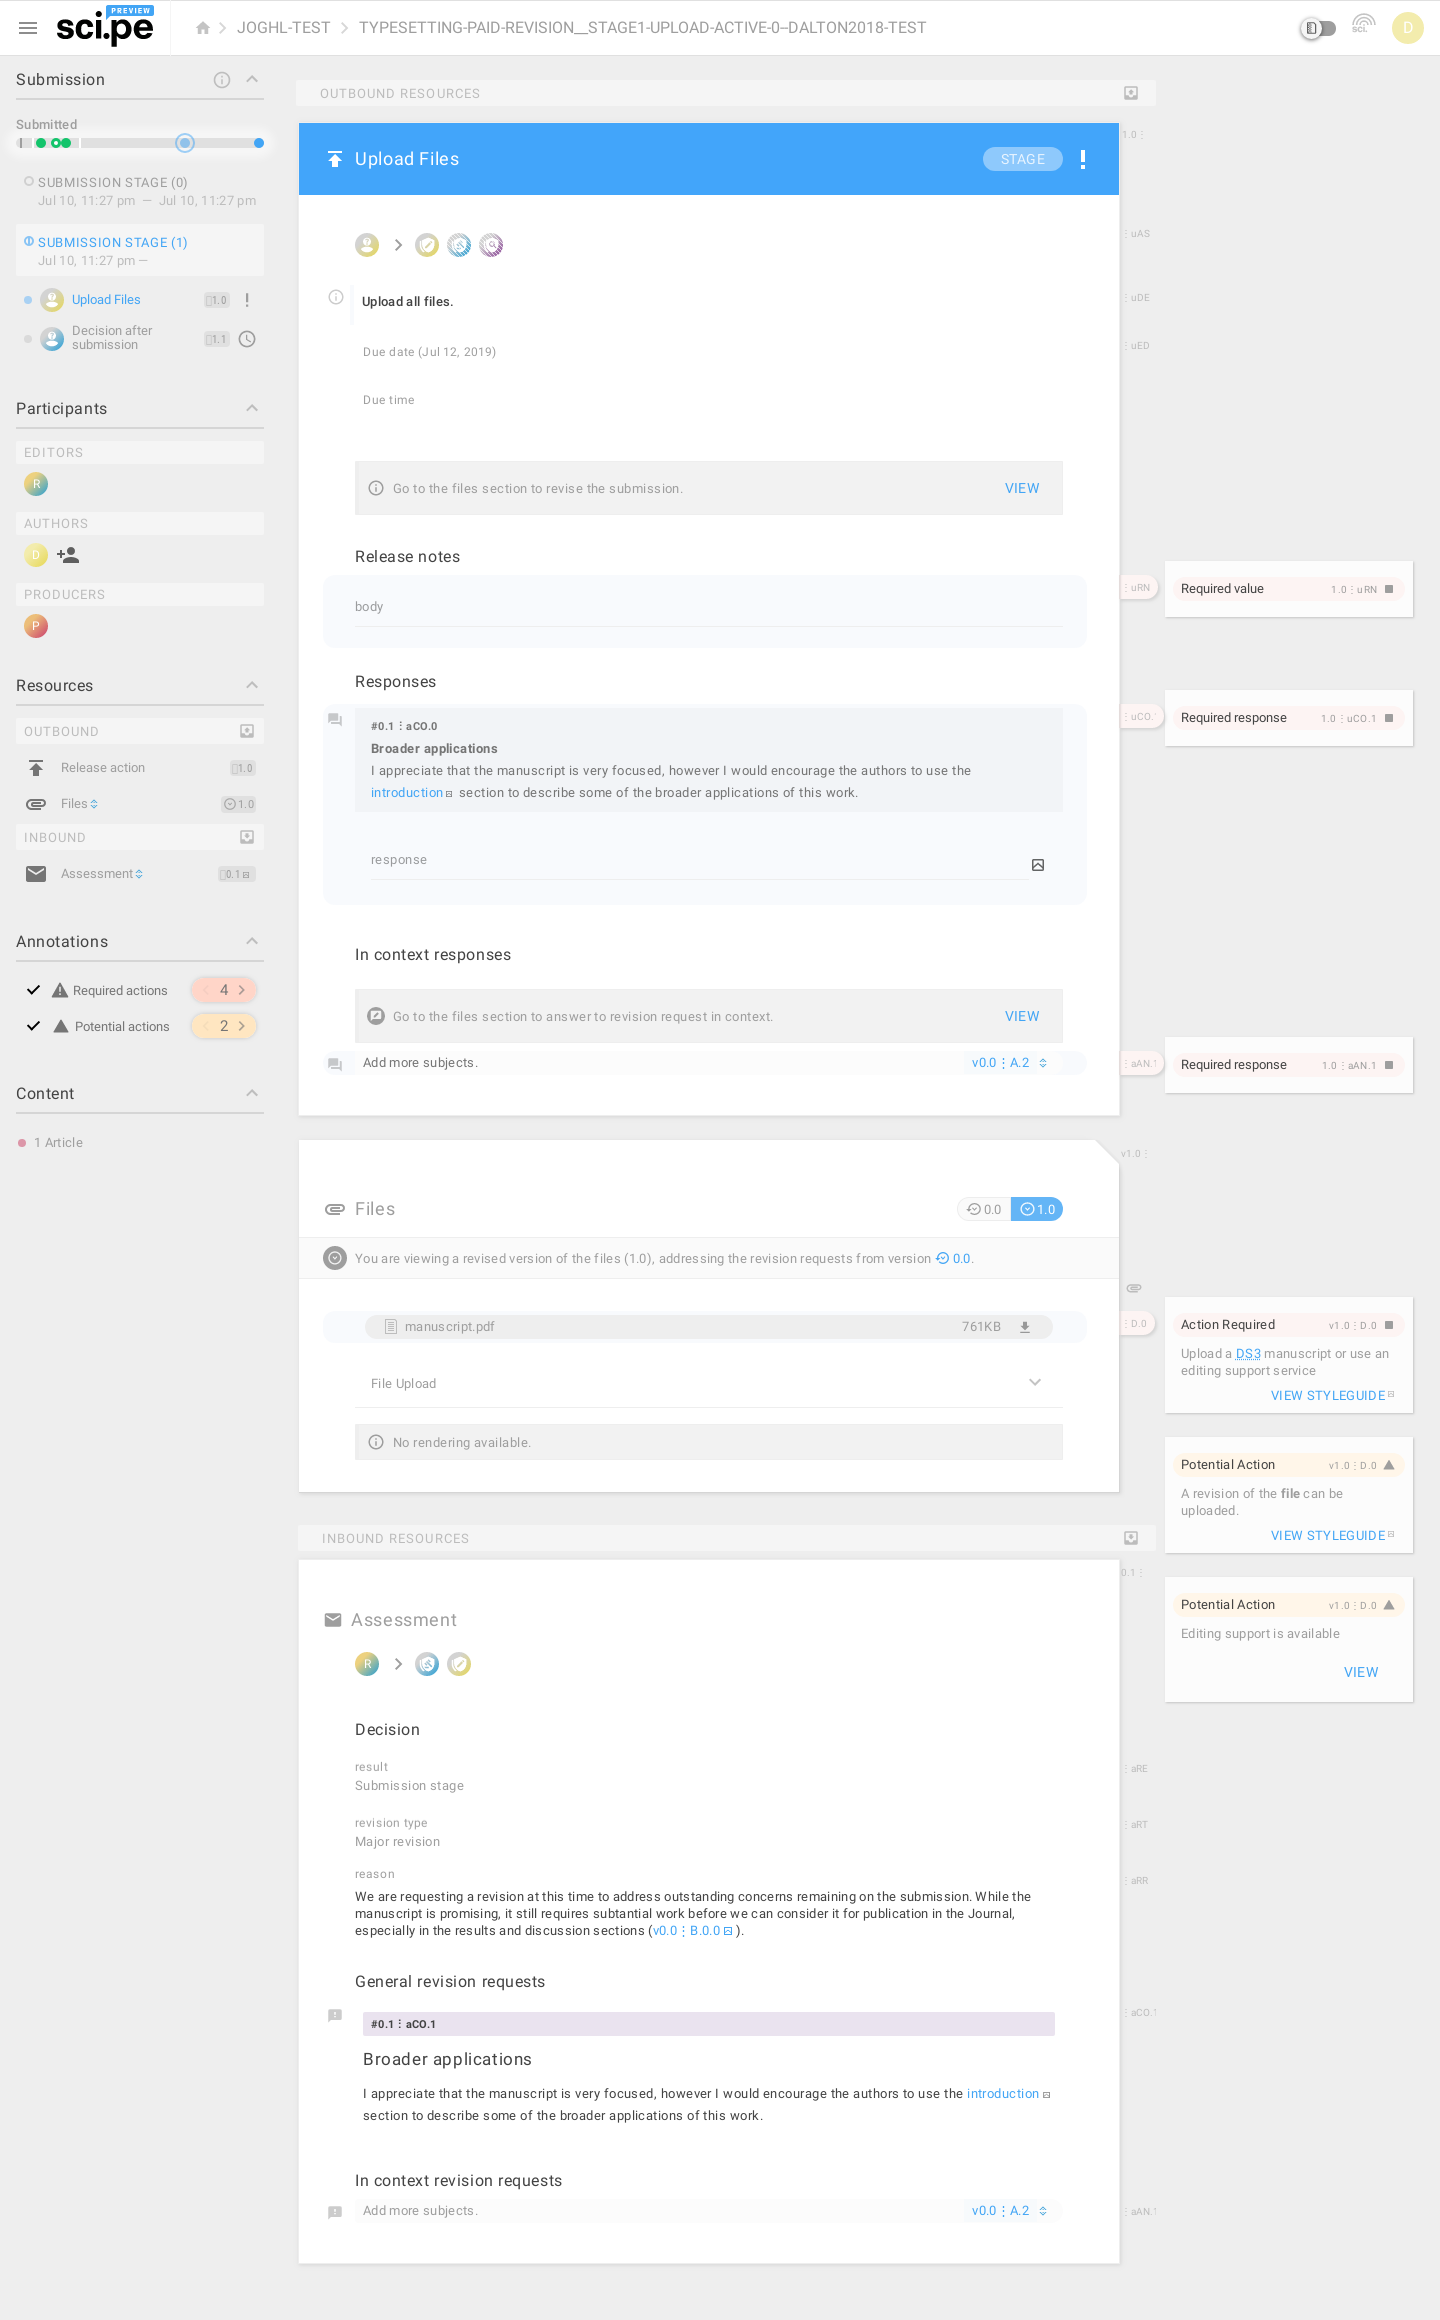 sci.pe PREVIEW
JOGHL-TEST
TYPESETTING-PAID-REVISION__STAGE1-UPLOAD-ACTIVE-0--DALTON2018-TEST
sci.
D
Submission
Submitted
SUBMISSION STAGE (0)
Jul 10, 11:27 pm — Jul 10, 11:27 pm
SUBMISSION STAGE (1)
Jul 10, 11:27 pm —
Upload Files 1.0
Decision after
submission 1.1
Participants
EDITORS
R
AUTHORS
D
PRODUCERS
P
Resources
OUTBOUND
Release action 1.0
Files 1.0
INBOUND
Assessment 0.1
Annotations
Required actions 4
Potential actions 2
Content
1 Article
OUTBOUND RESOURCES
Upload Files STAGE
1.0⋮
⋮uAS
Upload all files.
⋮uDE
Due date (Jul 12, 2019)
⋮uED
Due time
Go to the files section to revise the submission. VIEW
Release notes
body
⋮uRN
Required value 1.0⋮uRN
Responses
#0.1⋮aCO.0
Broader applications
I appreciate that the manuscript is very focused, however I would encourage the authors to use the
introduction section to describe some of the broader applications of this work.
response
⋮uCO.1
Required response 1.0⋮uCO.1
In context responses
Go to the files section to answer to revision request in context. VIEW
Add more subjects. v0.0⋮A.2
⋮aAN.1
Required response 1.0⋮aAN.1
v1.0⋮
Files 0.0 1.0
You are viewing a revised version of the files (1.0), addressing the revision requests from version 0.0.
manuscript.pdf 761KB
⋮D.0
File Upload
No rendering available.
Action Required v1.0⋮D.0
Upload a DS3 manuscript or use an
editing support service
VIEW STYLEGUIDE
Potential Action v1.0⋮D.0
A revision of the file can be
uploaded.
VIEW STYLEGUIDE
Potential Action v1.0⋮D.0
Editing support is available
VIEW
INBOUND RESOURCES
0.1⋮
Assessment
R
Decision
result
Submission stage
⋮aRE
revision type
Major revision
⋮aRT
reason
⋮aRR
We are requesting a revision at this time to address outstanding concerns remaining on the submission. While the
manuscript is promising, it still requires subtantial work before we can consider it for publication in the Journal,
especially in the results and discussion sections (v0.0⋮B.0.0 ).
General revision requests
⋮aCO.1
#0.1⋮aCO.1
Broader applications
I appreciate that the manuscript is very focused, however I would encourage the authors to use the introduction
section to describe some of the broader applications of this work.
In context revision requests
Add more subjects. v0.0⋮A.2
⋮aAN.1